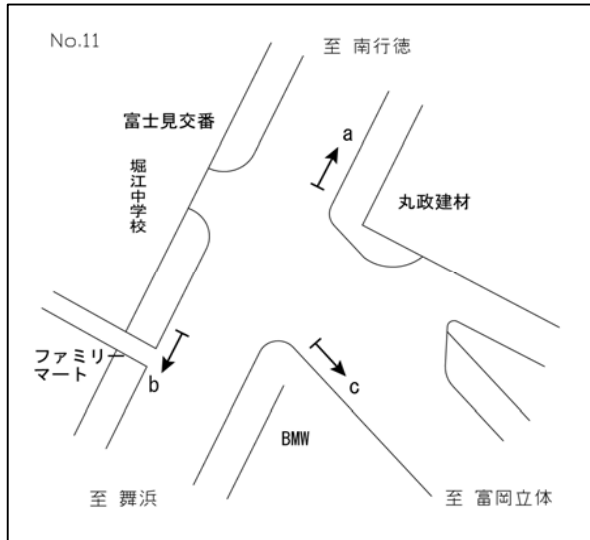 No.11
至 南行徳
富士見交番
a
堀江中学校
丸政建材
ファミリー
マート
b
c
BMW
至 舞浜
至 富岡立体